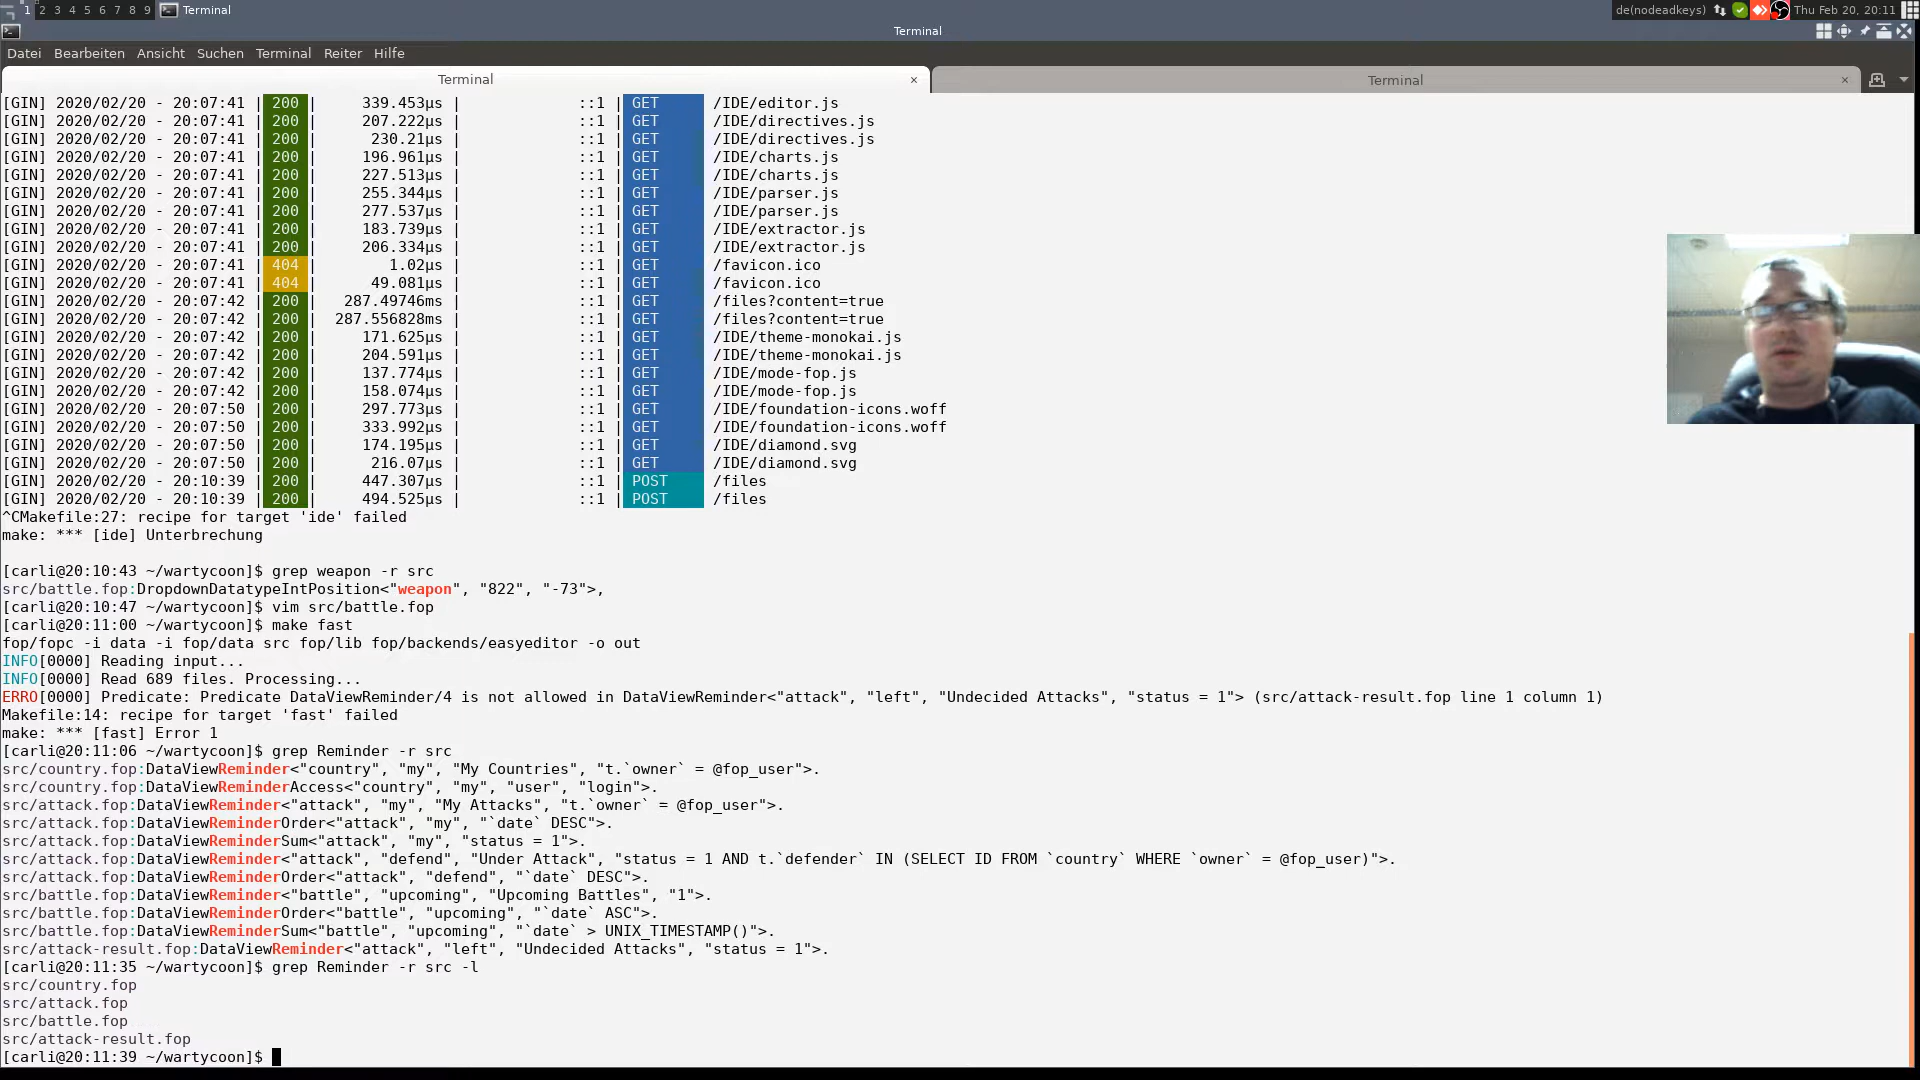 1 2 3 4 5 6 7 8 9 Terminal de(nodeadkeys) Thu Feb 20, 20:11
Terminal
Datei Bearbeiten Ansicht Suchen Terminal Reiter Hilfe
Terminal × Terminal ×
[GIN] 2020/02/20 - 20:07:41 | 200 | 339.453µs | ::1 | GET /IDE/editor.js
[GIN] 2020/02/20 - 20:07:41 | 200 | 207.222µs | ::1 | GET /IDE/directives.js
[GIN] 2020/02/20 - 20:07:41 | 200 | 230.21µs | ::1 | GET /IDE/directives.js
[GIN] 2020/02/20 - 20:07:41 | 200 | 196.961µs | ::1 | GET /IDE/charts.js
[GIN] 2020/02/20 - 20:07:41 | 200 | 227.513µs | ::1 | GET /IDE/charts.js
[GIN] 2020/02/20 - 20:07:41 | 200 | 255.344µs | ::1 | GET /IDE/parser.js
[GIN] 2020/02/20 - 20:07:41 | 200 | 277.537µs | ::1 | GET /IDE/parser.js
[GIN] 2020/02/20 - 20:07:41 | 200 | 183.739µs | ::1 | GET /IDE/extractor.js
[GIN] 2020/02/20 - 20:07:41 | 200 | 206.334µs | ::1 | GET /IDE/extractor.js
[GIN] 2020/02/20 - 20:07:41 | 404 | 1.02µs | ::1 | GET /favicon.ico
[GIN] 2020/02/20 - 20:07:41 | 404 | 49.081µs | ::1 | GET /favicon.ico
[GIN] 2020/02/20 - 20:07:42 | 200 | 287.49746ms | ::1 | GET /files?content=true
[GIN] 2020/02/20 - 20:07:42 | 200 | 287.556828ms | ::1 | GET /files?content=true
[GIN] 2020/02/20 - 20:07:42 | 200 | 171.625µs | ::1 | GET /IDE/theme-monokai.js
[GIN] 2020/02/20 - 20:07:42 | 200 | 204.591µs | ::1 | GET /IDE/theme-monokai.js
[GIN] 2020/02/20 - 20:07:42 | 200 | 137.774µs | ::1 | GET /IDE/mode-fop.js
[GIN] 2020/02/20 - 20:07:42 | 200 | 158.074µs | ::1 | GET /IDE/mode-fop.js
[GIN] 2020/02/20 - 20:07:50 | 200 | 297.773µs | ::1 | GET /IDE/foundation-icons.woff
[GIN] 2020/02/20 - 20:07:50 | 200 | 333.992µs | ::1 | GET /IDE/foundation-icons.woff
[GIN] 2020/02/20 - 20:07:50 | 200 | 174.195µs | ::1 | GET /IDE/diamond.svg
[GIN] 2020/02/20 - 20:07:50 | 200 | 216.07µs | ::1 | GET /IDE/diamond.svg
[GIN] 2020/02/20 - 20:10:39 | 200 | 447.307µs | ::1 | POST /files
[GIN] 2020/02/20 - 20:10:39 | 200 | 494.525µs | ::1 | POST /files
^CMakefile:27: recipe for target 'ide' failed
make: *** [ide] Unterbrechung
[carli@20:10:43 ~/wartycoon]$ grep weapon -r src
src/battle.fop:DropdownDatatypeIntPosition<"weapon", "822", "-73">,
[carli@20:10:47 ~/wartycoon]$ vim src/battle.fop
[carli@20:11:00 ~/wartycoon]$ make fast
fop/fopc -i data -i fop/data src fop/lib fop/backends/easyeditor -o out
INFO[0000] Reading input...
INFO[0000] Read 689 files. Processing...
ERRO[0000] Predicate: Predicate DataViewReminder/4 is not allowed in DataViewReminder<"attack", "left", "Undecided Attacks", "status = 1"> (src/attack-result.fop line 1 column 1)
Makefile:14: recipe for target 'fast' failed
make: *** [fast] Error 1
[carli@20:11:06 ~/wartycoon]$ grep Reminder -r src
src/country.fop:DataViewReminder<"country", "my", "My Countries", "t.`owner` = @fop_user">.
src/country.fop:DataViewReminderAccess<"country", "my", "user", "login">.
src/attack.fop:DataViewReminder<"attack", "my", "My Attacks", "t.`owner` = @fop_user">.
src/attack.fop:DataViewReminderOrder<"attack", "my", "`date` DESC">.
src/attack.fop:DataViewReminderSum<"attack", "my", "status = 1">.
src/attack.fop:DataViewReminder<"attack", "defend", "Under Attack", "status = 1 AND t.`defender` IN (SELECT ID FROM `country` WHERE `owner` = @fop_user)">.
src/attack.fop:DataViewReminderOrder<"attack", "defend", "`date` DESC">.
src/battle.fop:DataViewReminder<"battle", "upcoming", "Upcoming Battles", "1">.
src/battle.fop:DataViewReminderOrder<"battle", "upcoming", "`date` ASC">.
src/battle.fop:DataViewReminderSum<"battle", "upcoming", "`date` > UNIX_TIMESTAMP()">.
src/attack-result.fop:DataViewReminder<"attack", "left", "Undecided Attacks", "status = 1">.
[carli@20:11:35 ~/wartycoon]$ grep Reminder -r src -l
src/country.fop
src/attack.fop
src/battle.fop
src/attack-result.fop
[carli@20:11:39 ~/wartycoon]$